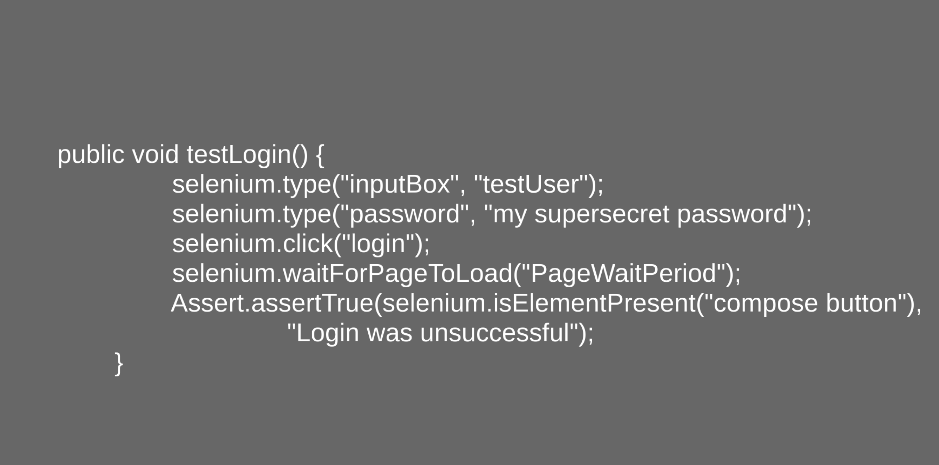 public void testLogin() {
selenium.type("inputBox", "testUser");
selenium.type("password", "my supersecret password");
selenium.click("login");
selenium.waitForPageToLoad("PageWaitPeriod");
Assert.assertTrue(selenium.isElementPresent("compose button"),
"Login was unsuccessful");
}